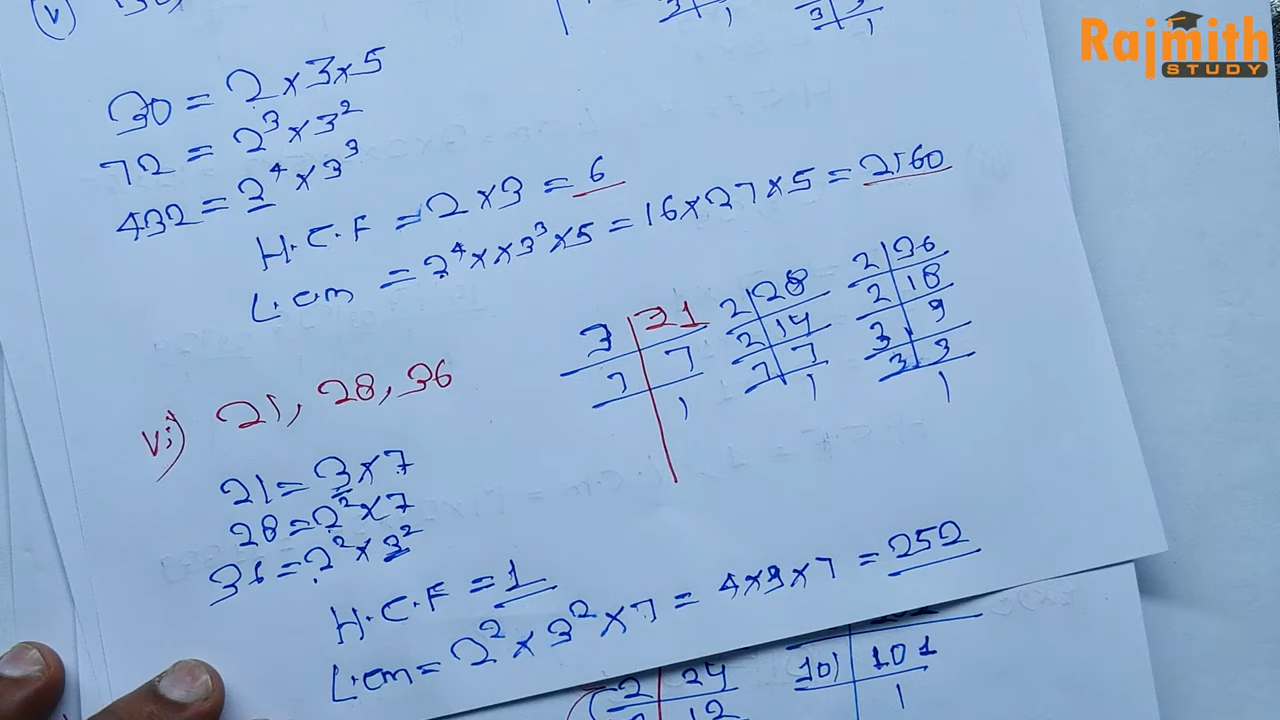 Rajmith
STUDY
(v)
30 = 2 × 3 × 5
72 = 2³ × 3²
432 = 2⁴ × 3³
H.C.F = 2 × 3 = 6
L.cm = 2⁴ × × 3³ × 5 = 16 × 27 × 5 = 2160
vi) 21, 28, 36
3 | 21
7 | 7
1
2 | 28
2 | 14
7 | 7
1
2 | 36
2 | 18
3 | 9
3 | 3
1
21 = 3 × 7
28 = 2² × 7
36 = 2² × 3²
H.C.F = 1
L.cm = 2² × 3² × 7 = 4 × 9 × 7 = 252
2 | 24
12
101 | 101
1